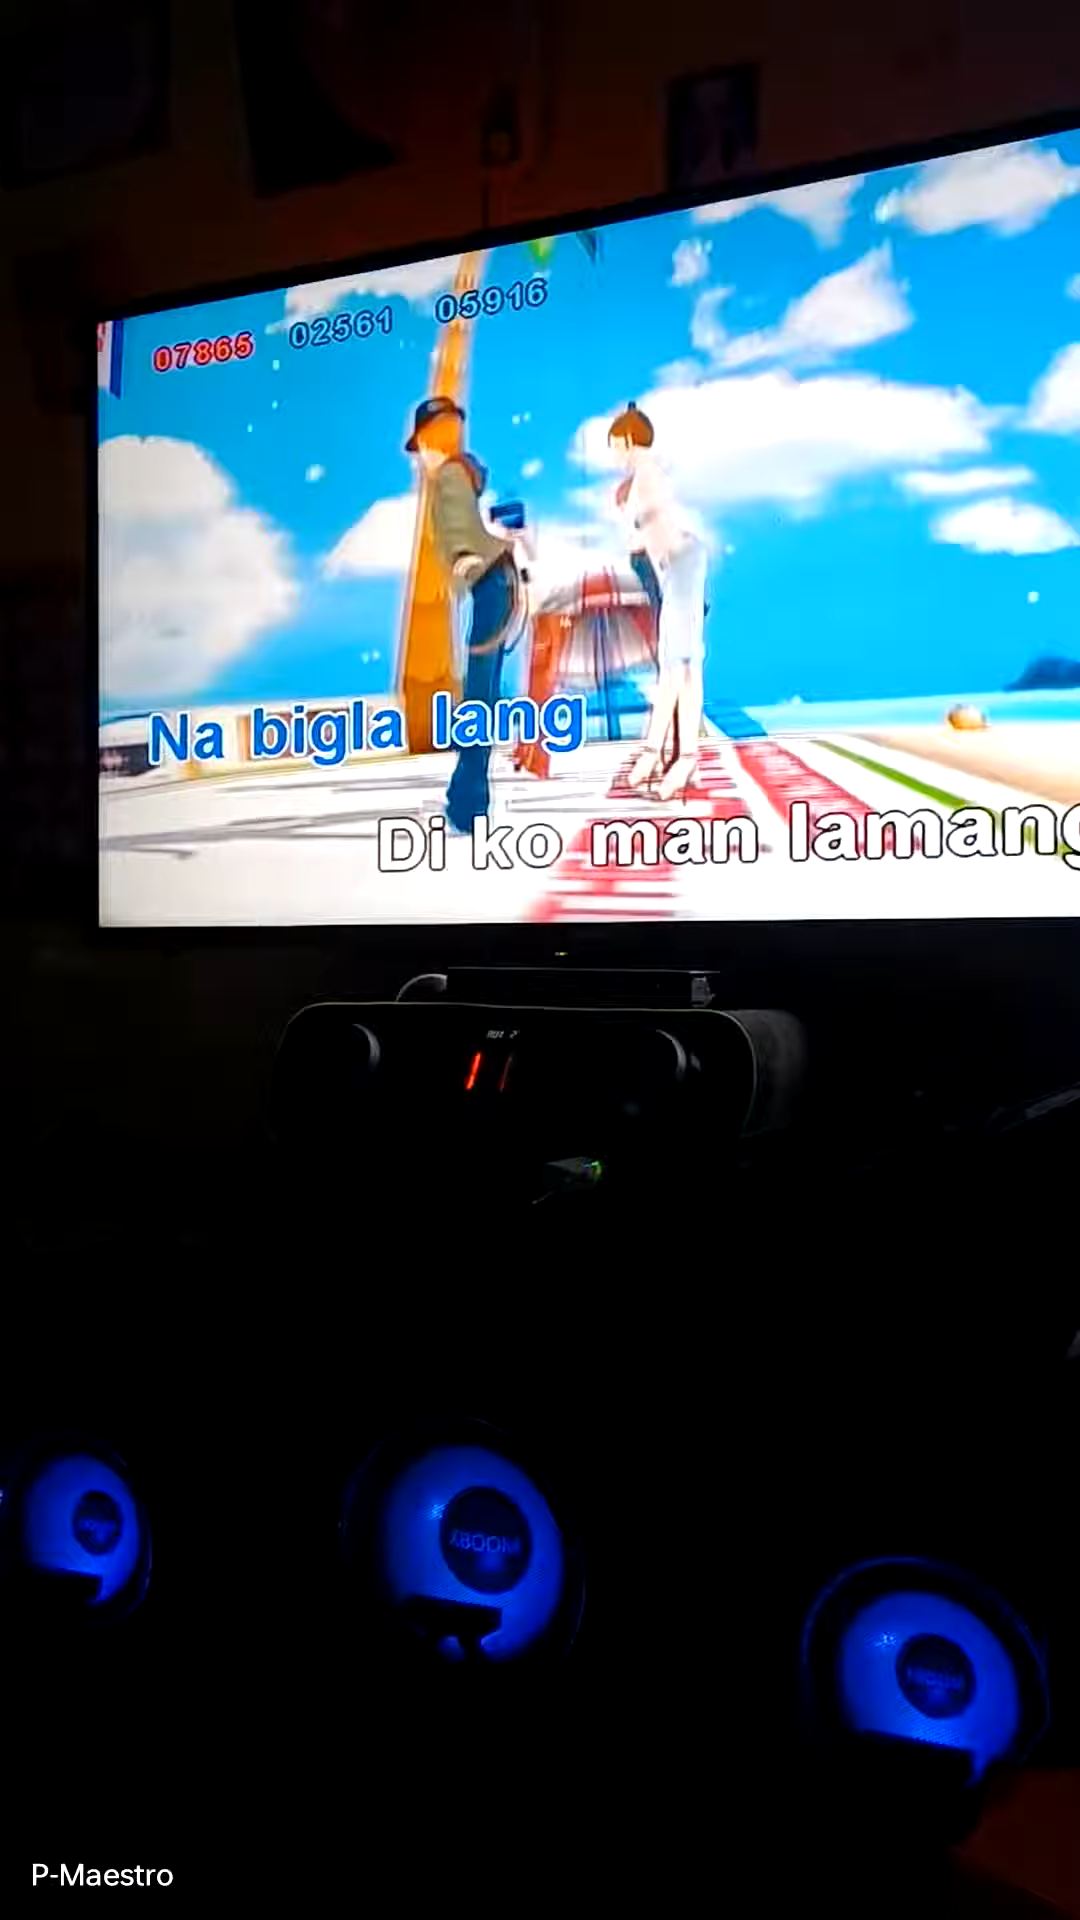 07865 02561 05916
Na bigla lang
Di ko man lamang
XBOOM
P-Maestro